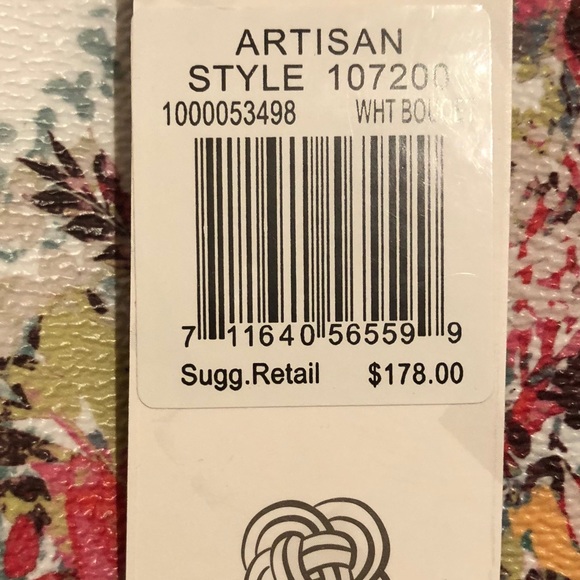 ARTISAN
STYLE 107200
1000053498 WHT
7 11640 56559 9
Sugg.Retail $178.00